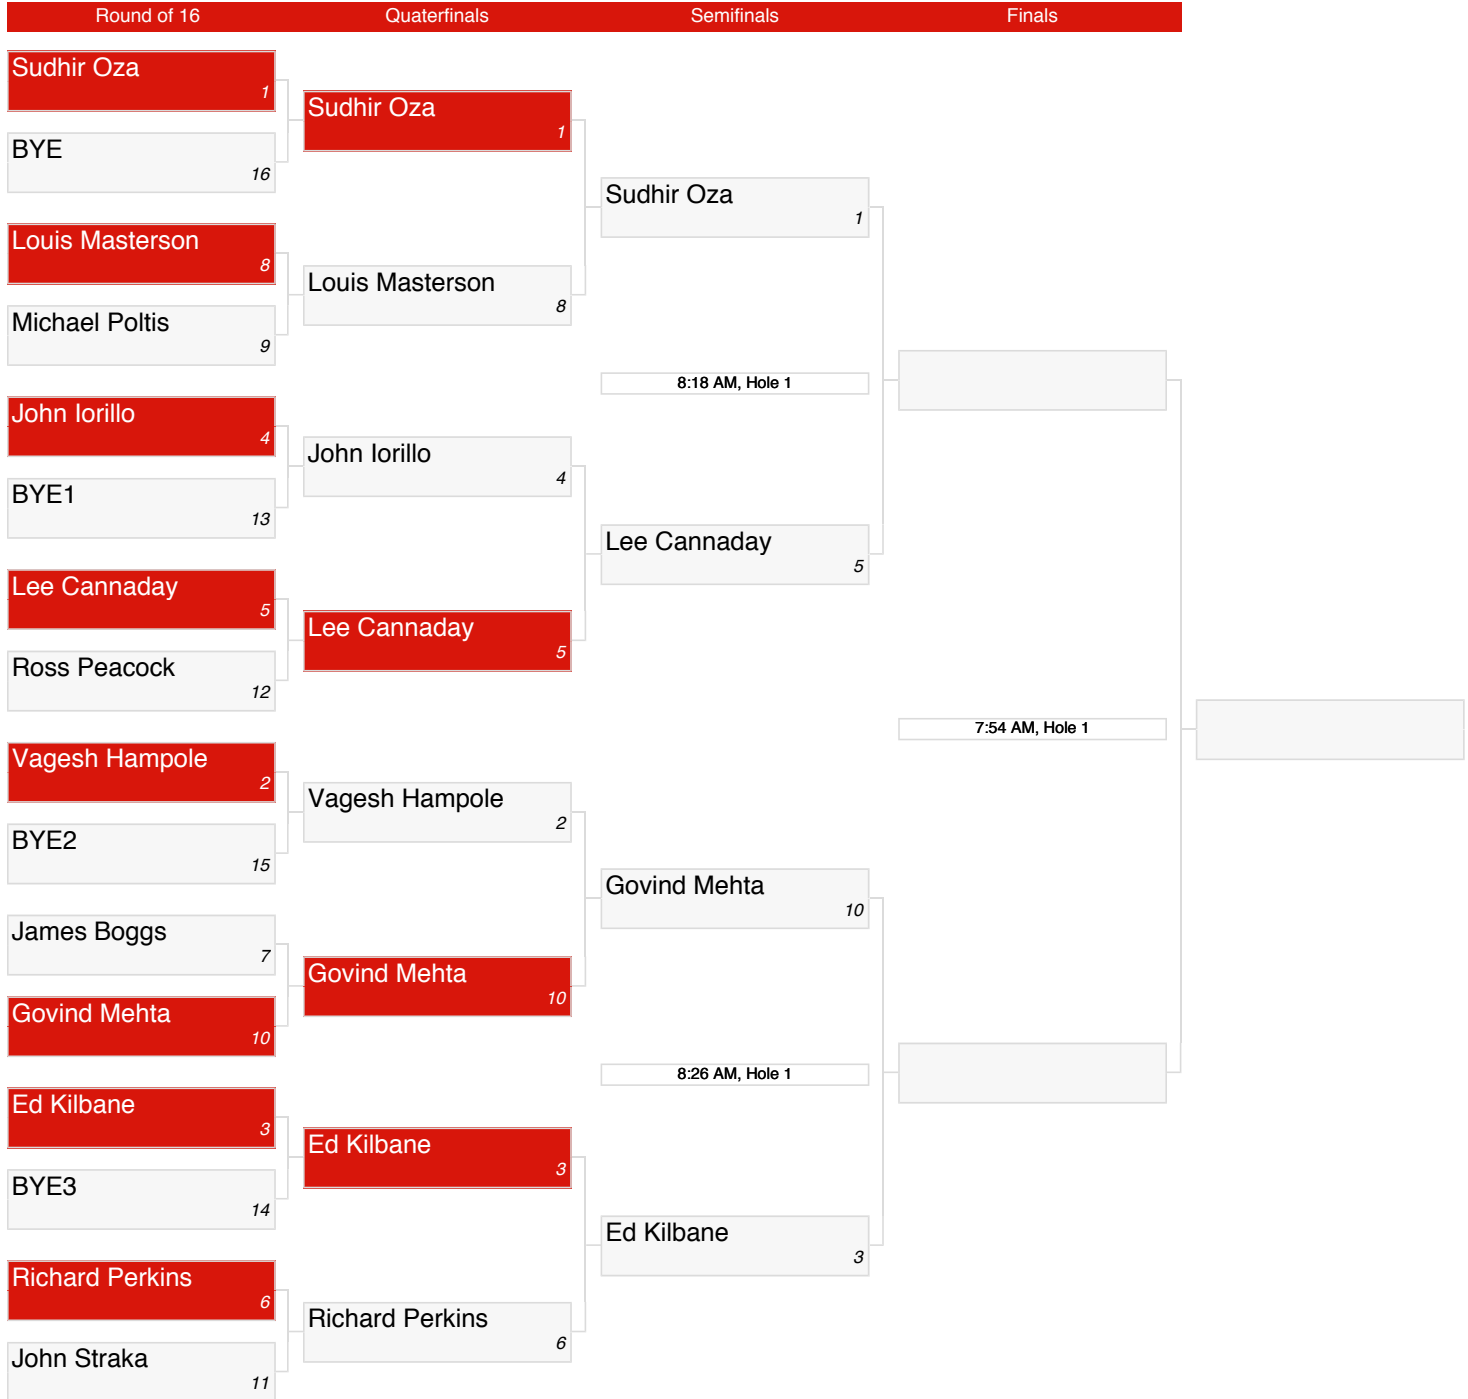 Round of 16
Quaterfinals
Semifinals
Finals
Sudhir Oza
1
BYE
16
Louis Masterson
8
Michael Poltis
9
John Iorillo
4
BYE1
13
Lee Cannaday
5
Ross Peacock
12
Vagesh Hampole
2
BYE2
15
James Boggs
7
Govind Mehta
10
Ed Kilbane
3
BYE3
14
Richard Perkins
6
John Straka
11
Sudhir Oza
1
Louis Masterson
8
John Iorillo
4
Lee Cannaday
5
Vagesh Hampole
2
Govind Mehta
10
Ed Kilbane
3
Richard Perkins
6
Sudhir Oza
1
8:18 AM, Hole 1
Lee Cannaday
5
Govind Mehta
10
8:26 AM, Hole 1
Ed Kilbane
3
7:54 AM, Hole 1